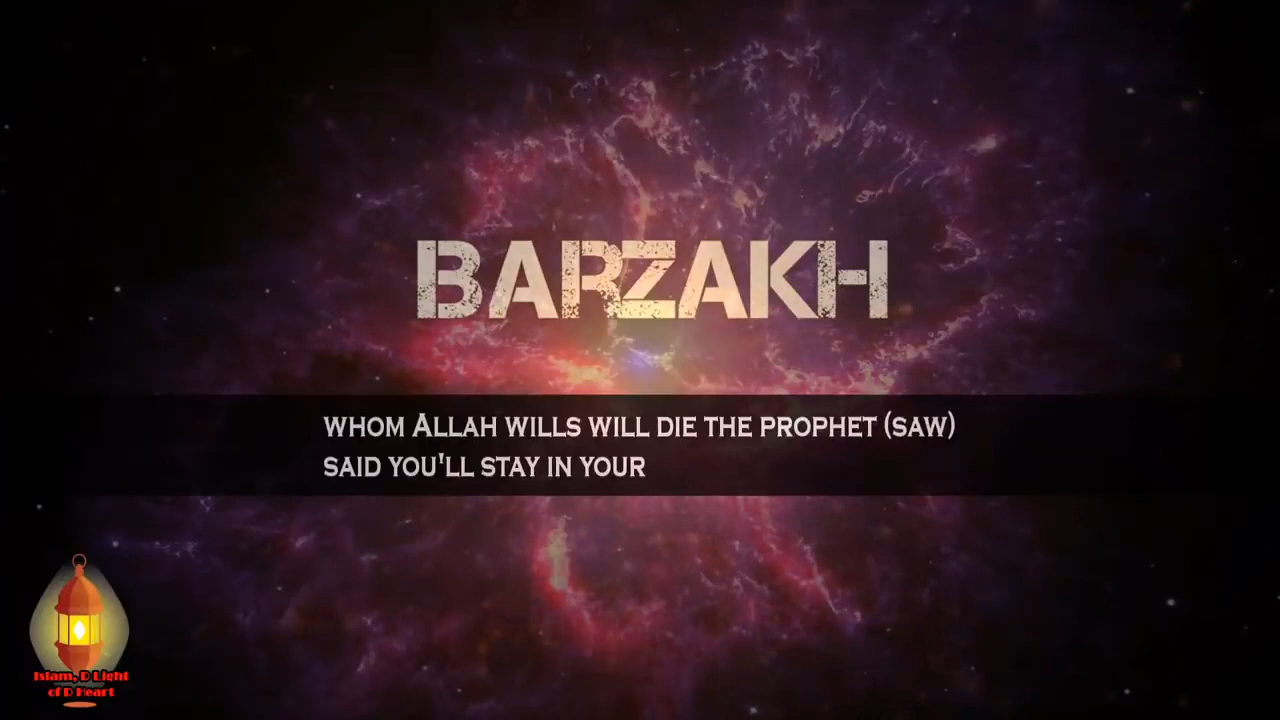 BARZAKH
WHOM ALLAH WILLS WILL DIE THE PROPHET (SAW)
SAID YOU'LL STAY IN YOUR
Islam, D Light
of D Heart